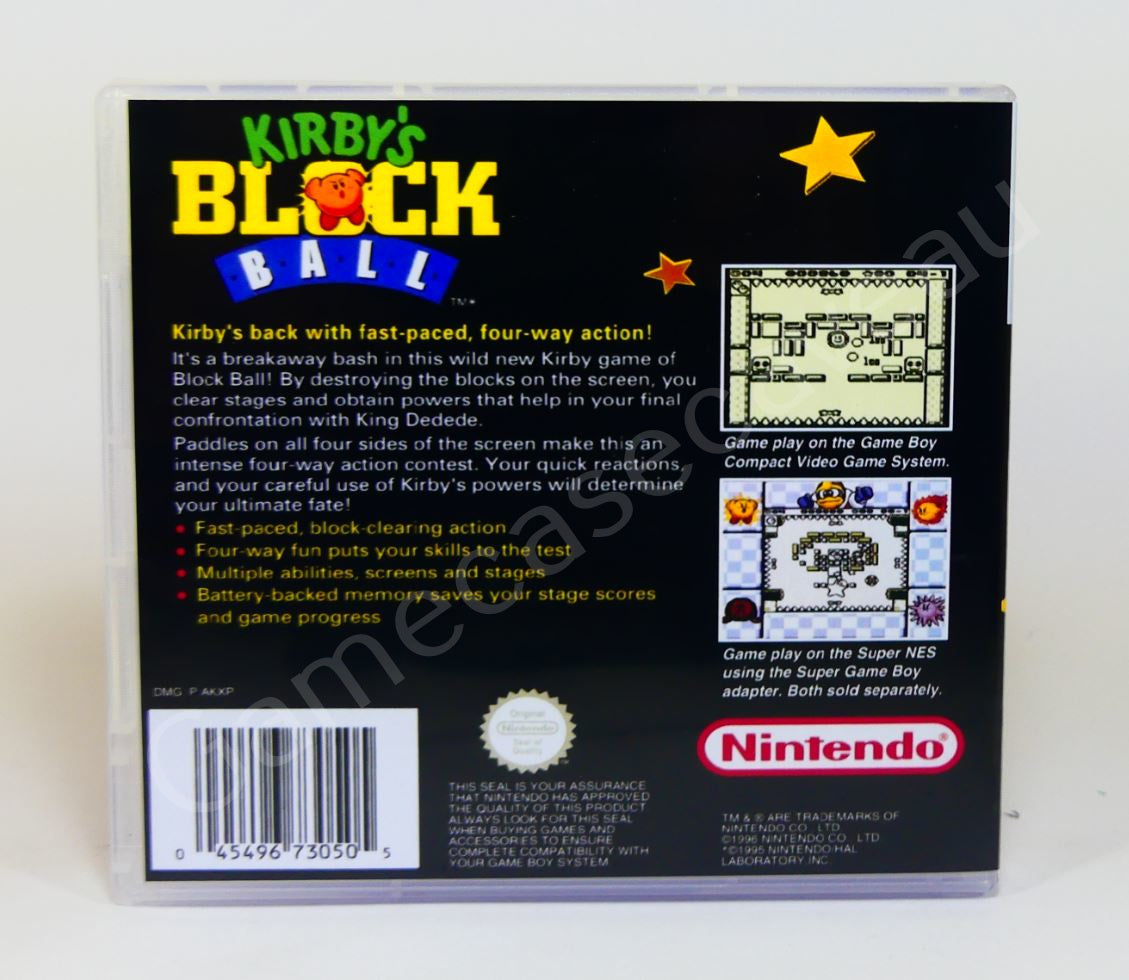 KIRBY'S
BLOCK
BALL
TM*
Kirby's back with fast-paced, four-way action!
It's a breakaway bash in this wild new Kirby game of
Block Ball! By destroying the blocks on the screen, you
clear stages and obtain powers that help in your final
confrontation with King Dedede.
Paddles on all four sides of the screen make this an
intense four-way action contest. Your quick reactions,
and your careful use of Kirby's powers will determine
your ultimate fate!
• Fast-paced, block-clearing action
• Four-way fun puts your skills to the test
• Multiple abilities, screens and stages
• Battery-backed memory saves your stage scores
and game progress
Game play on the Game Boy
Compact Video Game System.
Game play on the Super NES
using the Super Game Boy
adapter. Both sold separately.
DMG P AKXP
0 45496 73050 5
Original
Nintendo
Seal of
Quality
THIS SEAL IS YOUR ASSURANCE
THAT NINTENDO HAS APPROVED
THE QUALITY OF THIS PRODUCT
ALWAYS LOOK FOR THIS SEAL
WHEN BUYING GAMES AND
ACCESSORIES TO ENSURE
COMPLETE COMPATIBILITY WITH
YOUR GAME BOY SYSTEM
Nintendo®
TM & ® ARE TRADEMARKS OF
NINTENDO CO. LTD
©1996 NINTENDO CO. LTD
*©1995 NINTENDO/HAL
LABORATORY, INC.